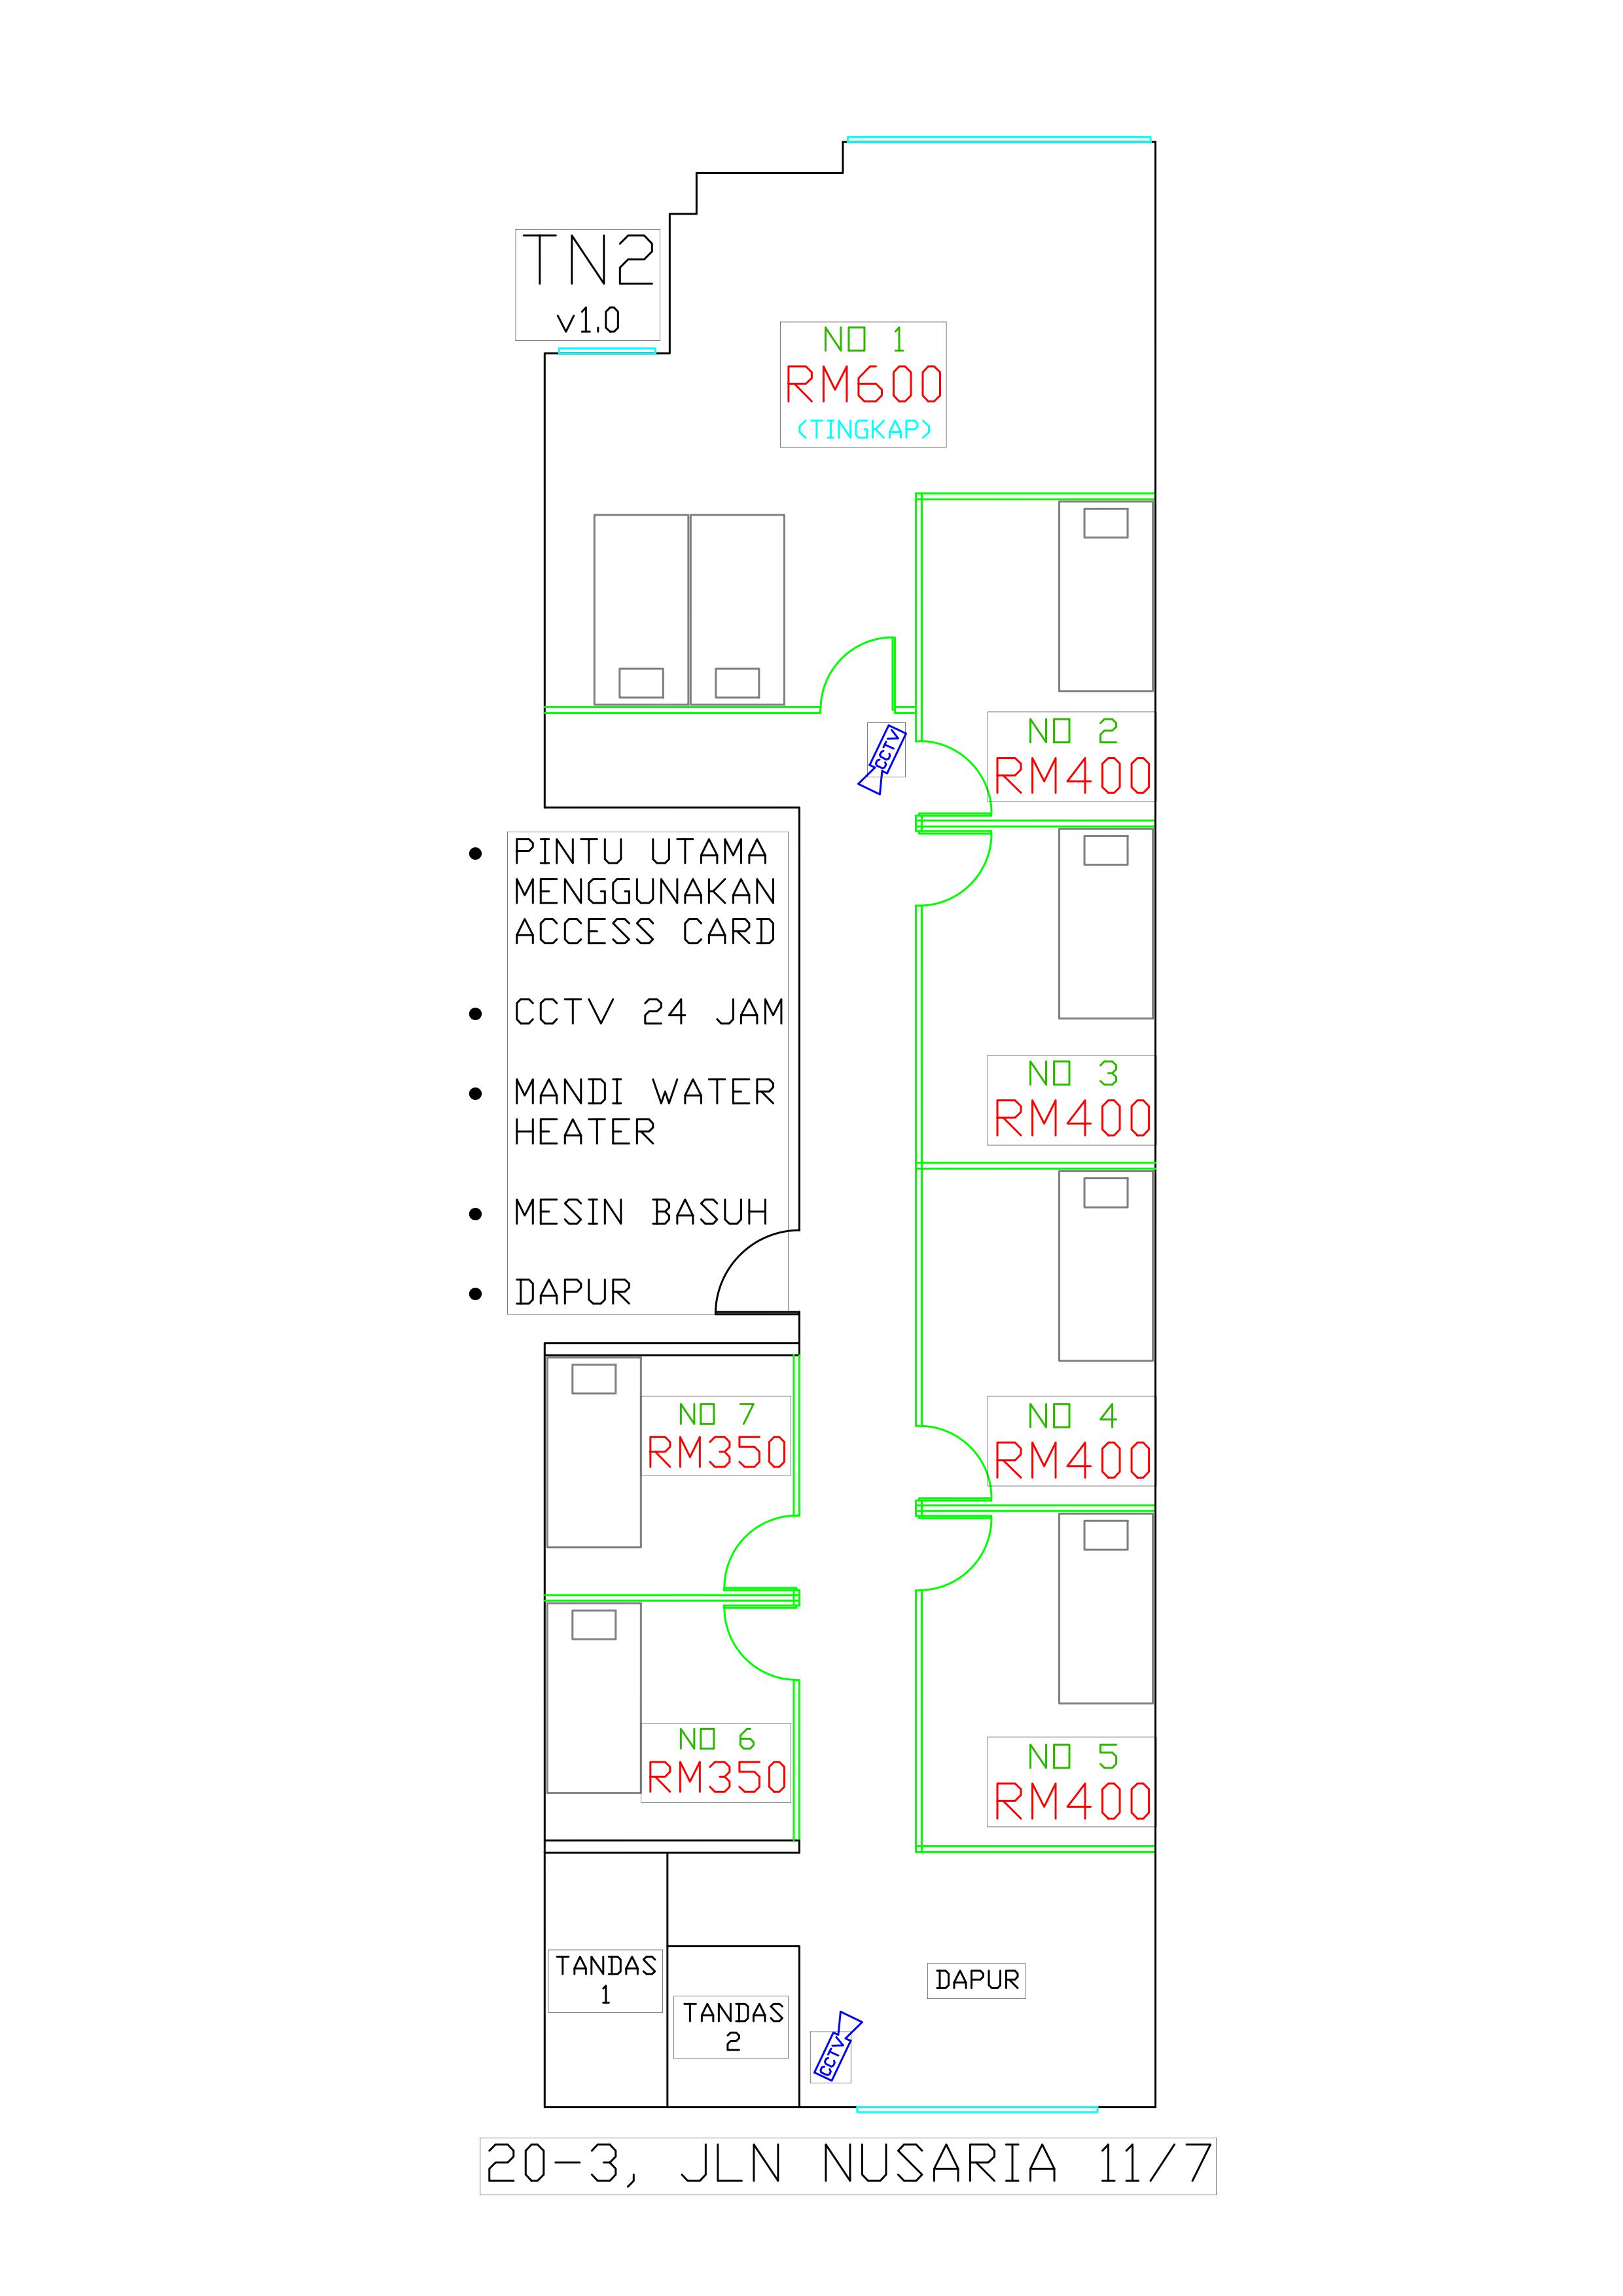 TN2
v1.0
NO 1
RM600
(TINGKAP)
CCTV
NO 2
RM400
• PINTU UTAMA
MENGGUNAKAN
ACCESS CARD
• CCTV 24 JAM
• MANDI WATER
HEATER
• MESIN BASUH
• DAPUR
NO 3
RM400
NO 4
RM400
NO 7
RM350
NO 6
RM350
NO 5
RM400
TANDAS
1
TANDAS
2
DAPUR
CCTV
20-3, JLN NUSARIA 11/7